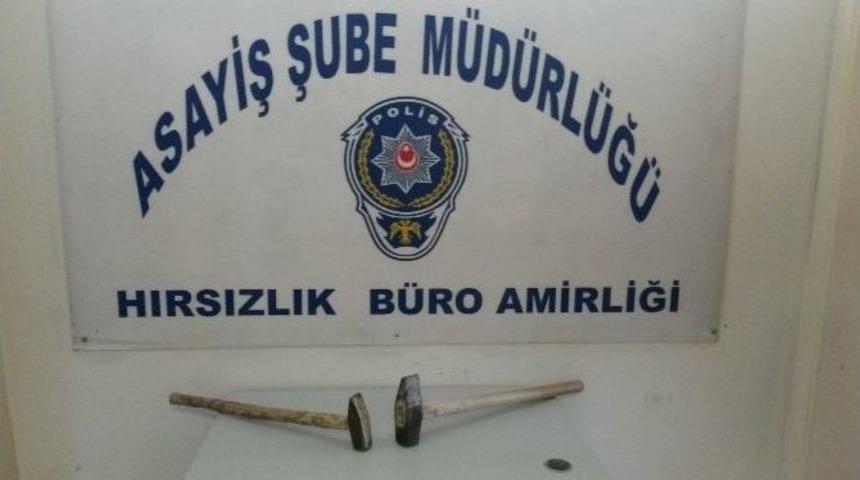 ASAYİŞ ŞUBE MÜDÜRLÜĞÜ
POLİS
HIRSIZLIK BÜRO AMİRLİĞİ